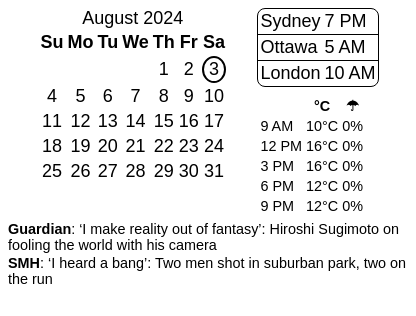 August 2024
Su Mo Tu We Th Fr Sa
1 2 3
4 5 6 7 8 9 10
11 12 13 14 15 16 17
18 19 20 21 22 23 24
25 26 27 28 29 30 31
Sydney 7 PM
Ottawa 5 AM
London 10 AM
°C ☂
9 AM 10°C 0%
12 PM 16°C 0%
3 PM 16°C 0%
6 PM 12°C 0%
9 PM 12°C 0%
Guardian: ‘I make reality out of fantasy’: Hiroshi Sugimoto on
fooling the world with his camera
SMH: ‘I heard a bang’: Two men shot in suburban park, two on
the run